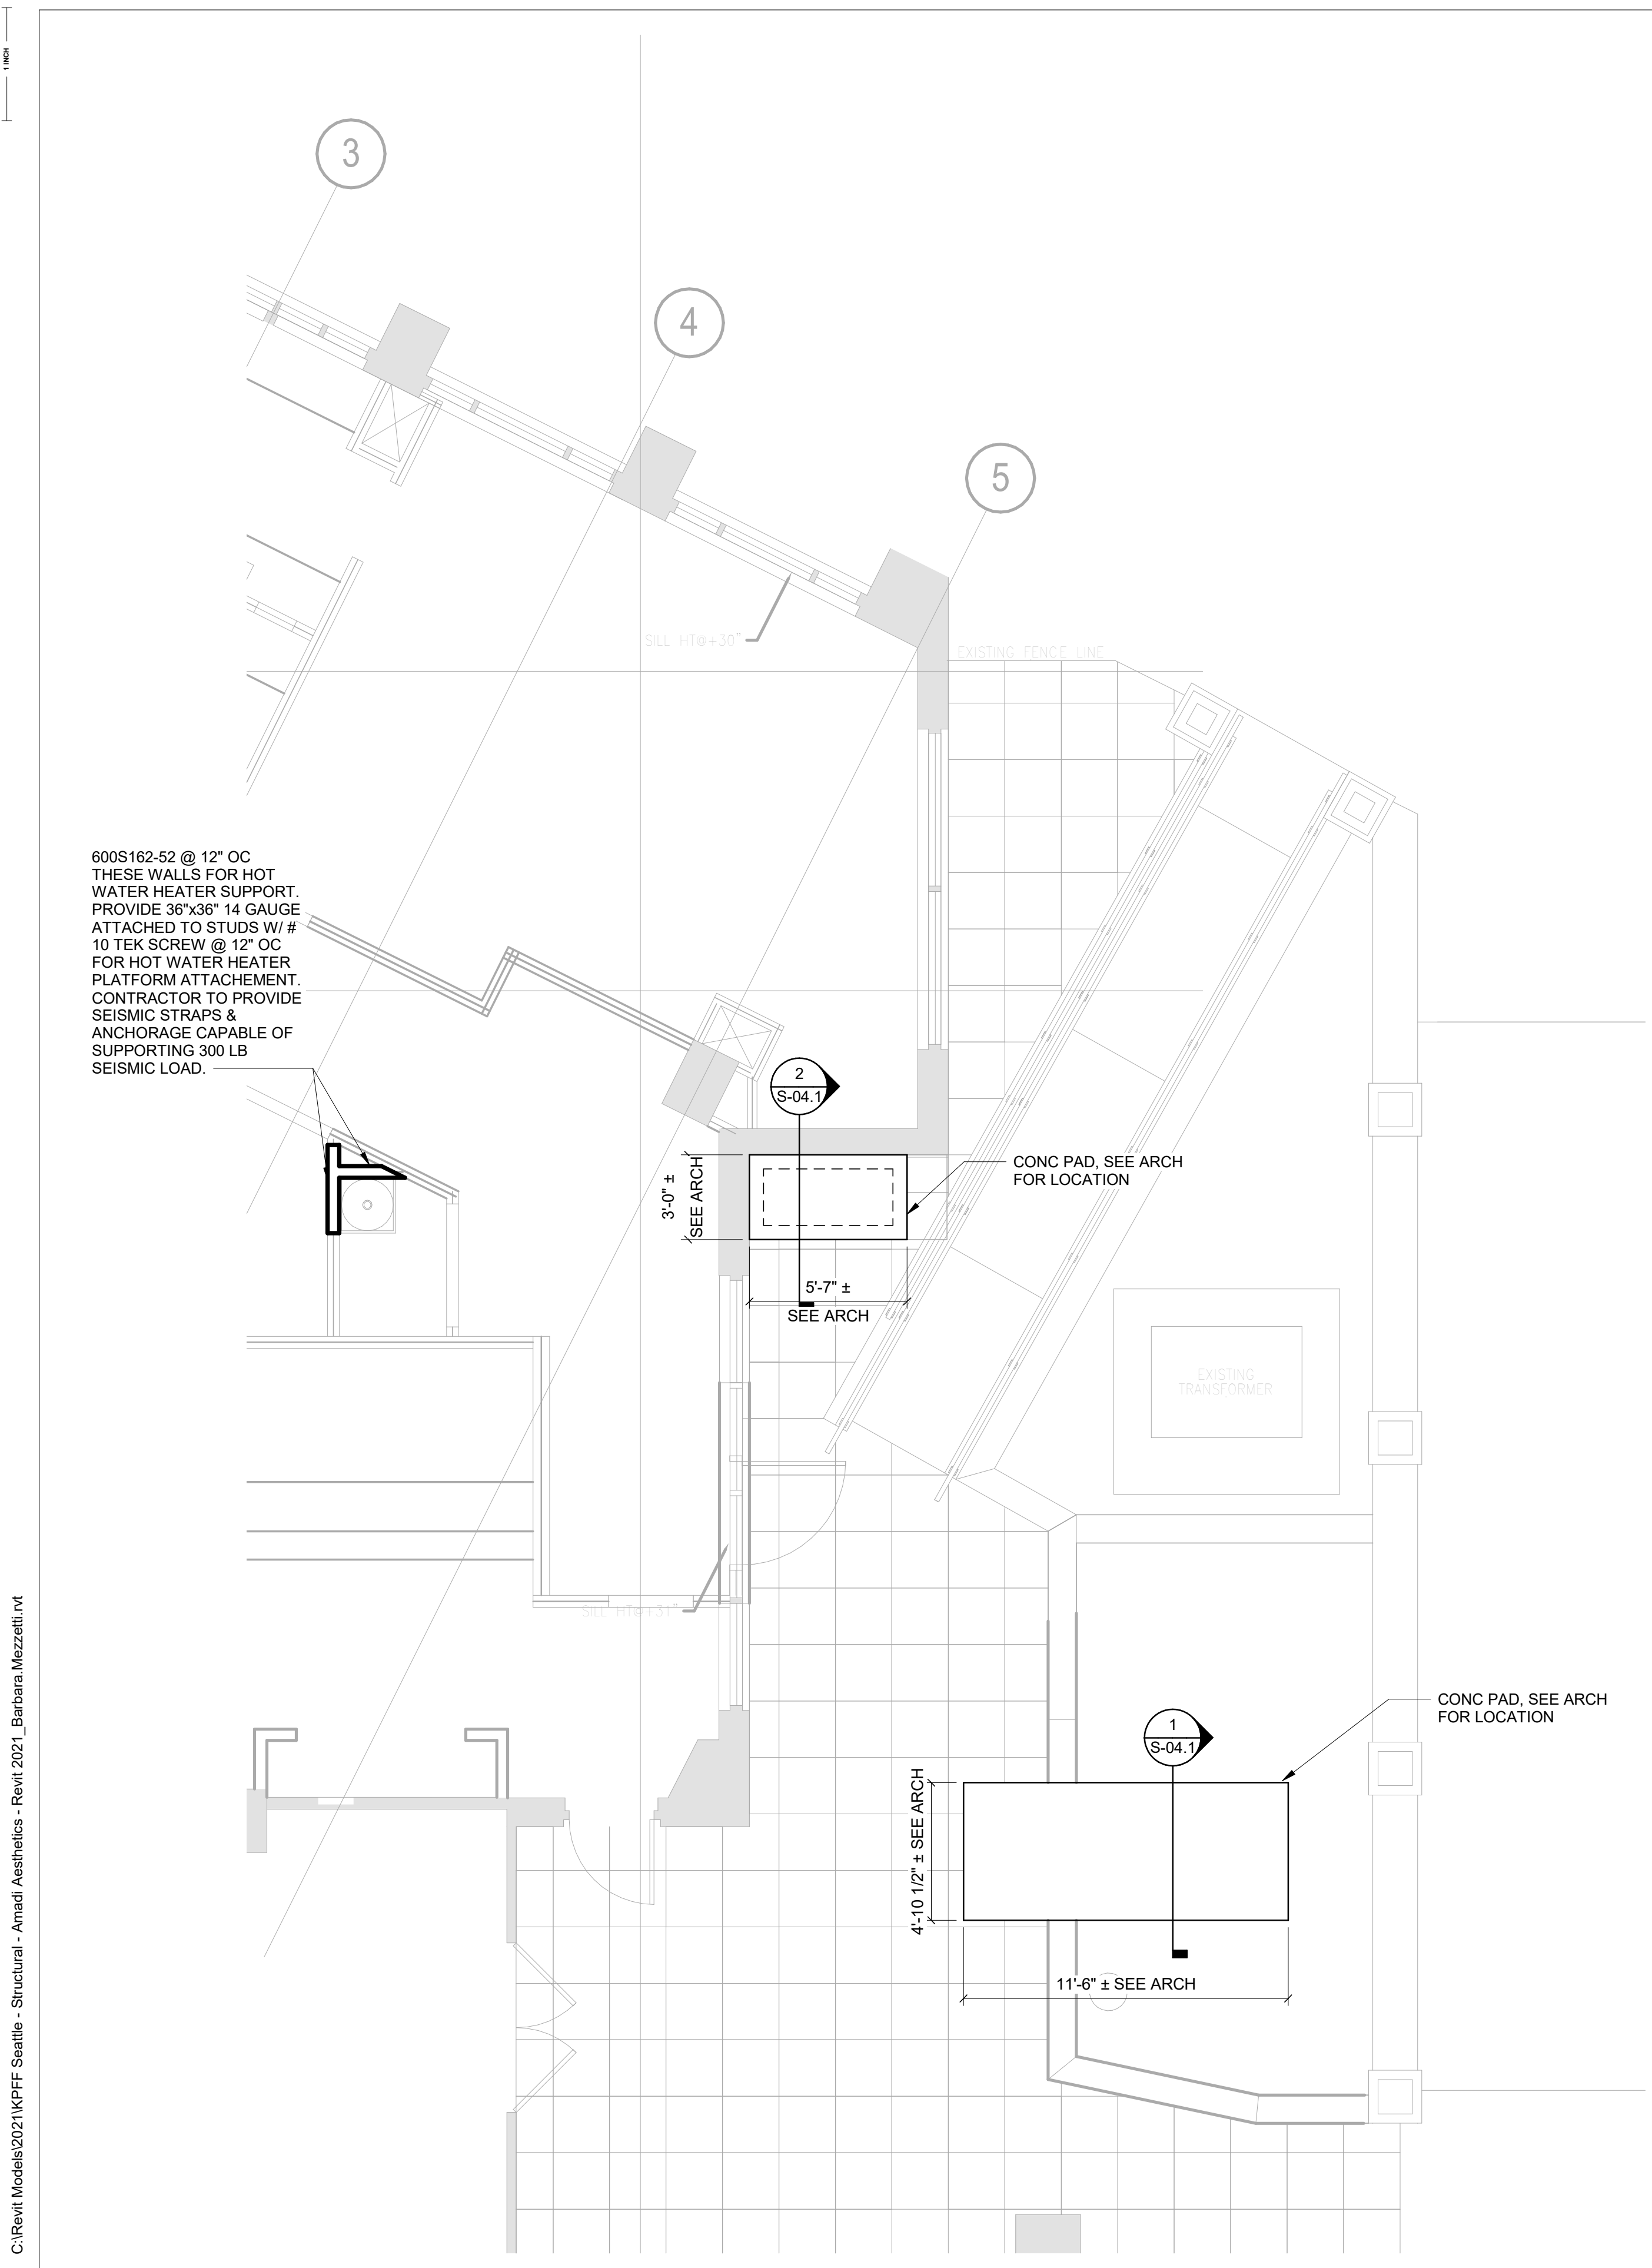 1 INCH
3
4
5
SILL HT@+30"
EXISTING FENCE LINE
600S162-52 @ 12" OC
THESE WALLS FOR HOT
WATER HEATER SUPPORT.
PROVIDE 36"x36" 14 GAUGE
ATTACHED TO STUDS W/ #
10 TEK SCREW @ 12" OC
FOR HOT WATER HEATER
PLATFORM ATTACHEMENT.
CONTRACTOR TO PROVIDE
SEISMIC STRAPS &
ANCHORAGE CAPABLE OF
SUPPORTING 300 LB
SEISMIC LOAD.
2
S-04.1
CONC PAD, SEE ARCH
FOR LOCATION
3'-0" ±
SEE ARCH
5'-7" ±
SEE ARCH
EXISTING
TRANSFORMER
SILL HT@+31"
CONC PAD, SEE ARCH
FOR LOCATION
1
S-04.1
4'-10 1/2" ± SEE ARCH
11'-6" ± SEE ARCH
C:\Revit Models\2021\KPFF Seattle - Structural - Amadi Aesthetics - Revit 2021_Barbara.Mezzetti.rvt